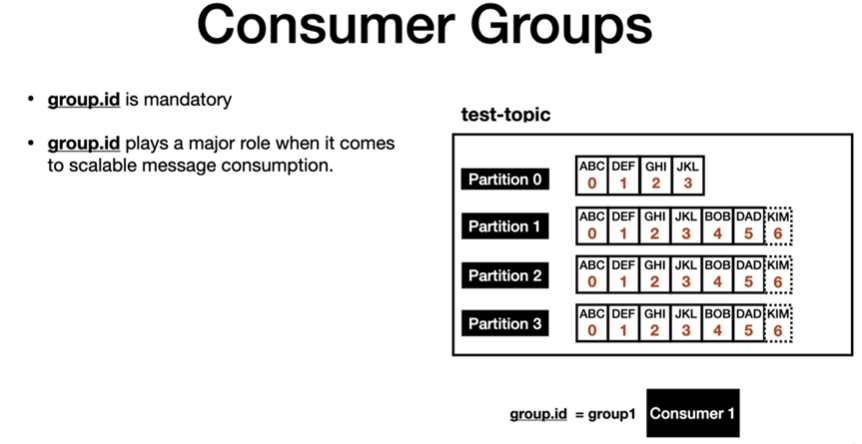 Consumer Groups
• group.id is mandatory
• group.id plays a major role when it comes
to scalable message consumption.
test-topic
Partition 0
ABC DEF GHI JKL
0 1 2 3
Partition 1
ABC DEF GHI JKL BOB DAD KIM
0 1 2 3 4 5 6
Partition 2
ABC DEF GHI JKL BOB DAD KIM
0 1 2 3 4 5 6
Partition 3
ABC DEF GHI JKL BOB DAD KIM
0 1 2 3 4 5 6
group.id = group1 Consumer 1